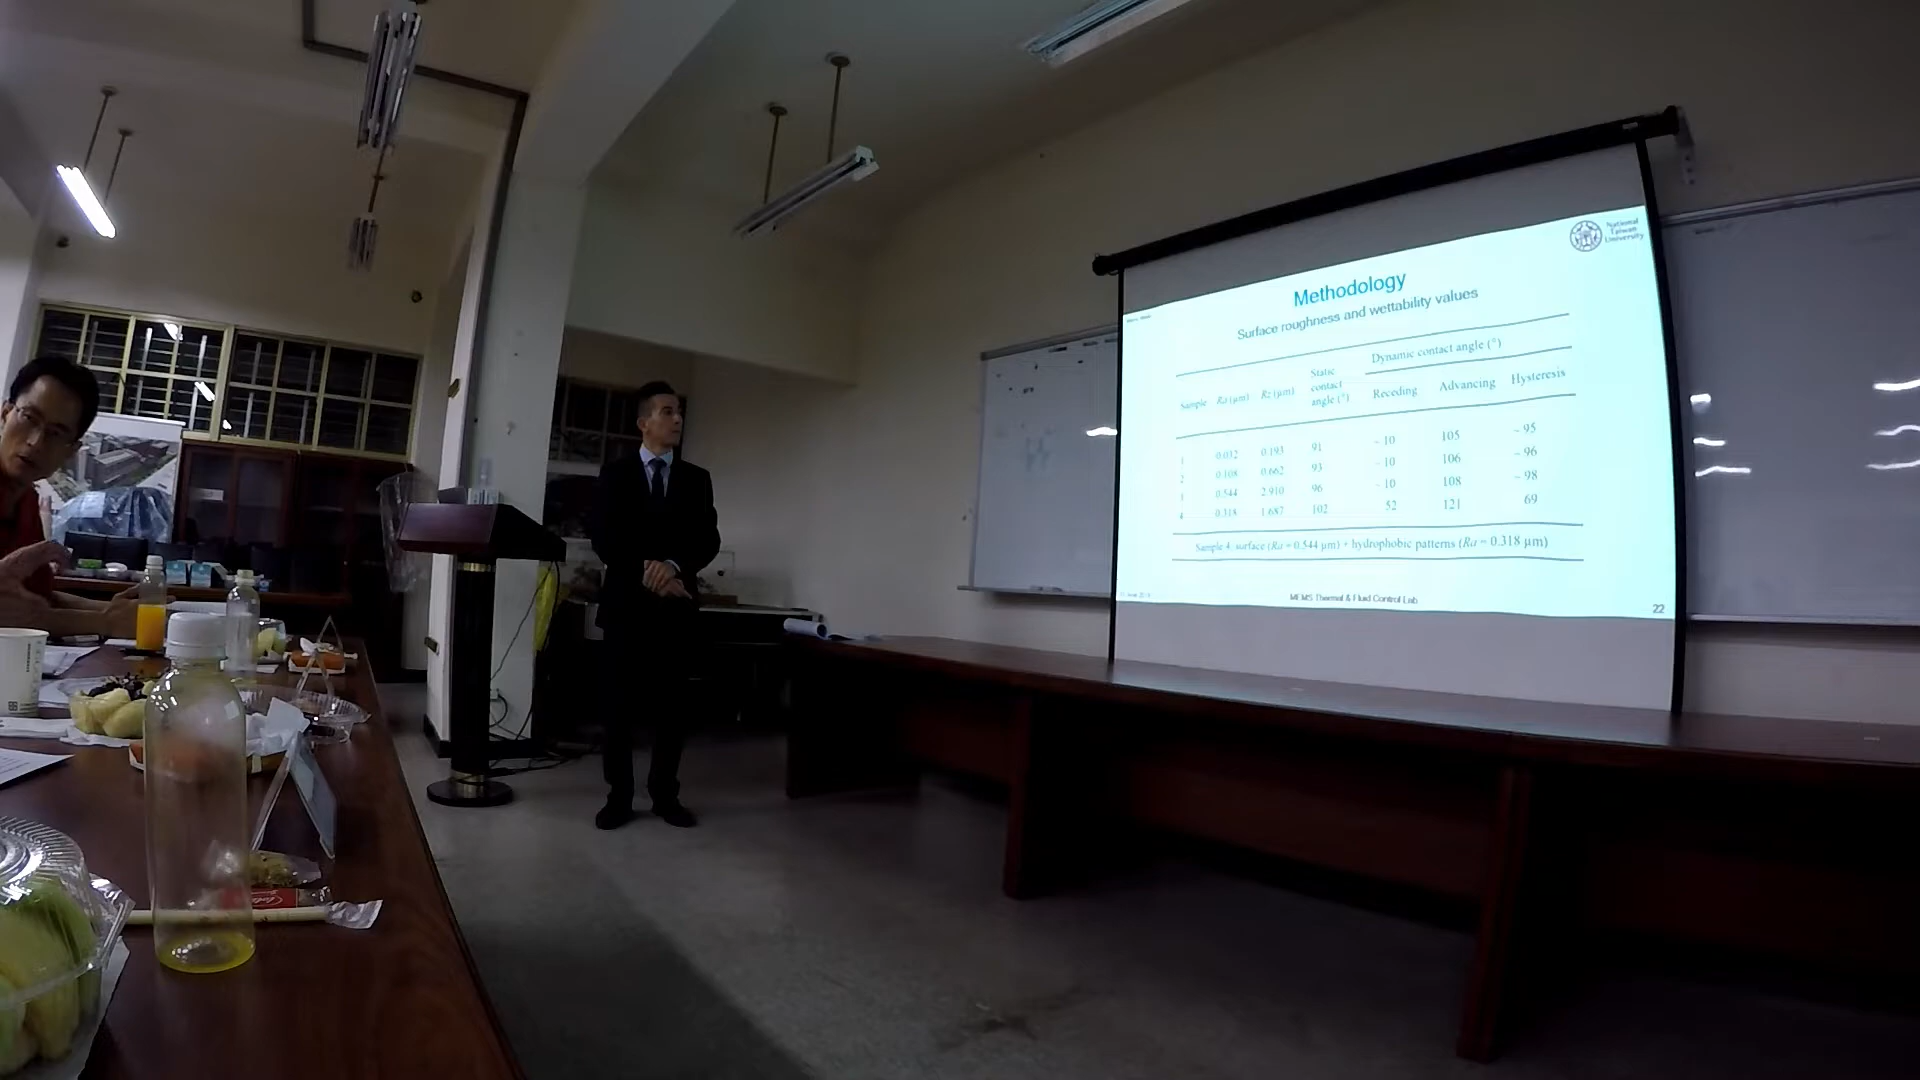 National
Taiwan
University
Methodology
Surface roughness and wettability values
Sample Ra (µm) Rz (µm) Static contact angle (°) Dynamic contact angle (°)
Receding Advancing Hysteresis
1 0.032 0.193 91 ~ 10 105 ~ 95
2 0.108 0.662 93 ~ 10 106 ~ 96
3 0.544 2.910 96 ~ 10 108 ~ 98
4 0.318 1.687 102 52 121 69
Sample 4: surface (Ra = 0.544 µm) + hydrophobic patterns (Ra = 0.318 µm)
MEMS Thermal & Fluid Control Lab
22